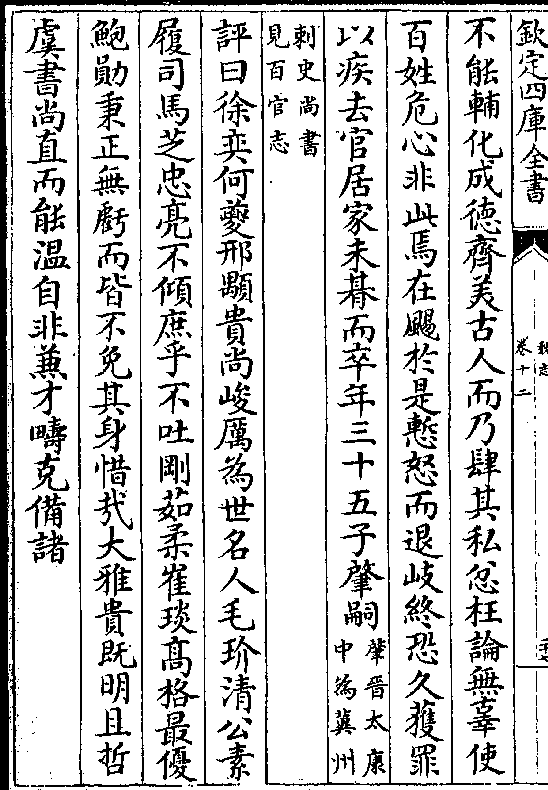 欽定四庫全書
魏志
卷十二
不能輔化成德齊美古人而乃肆其私忿枉論無辜使
百姓危心非此焉在颺於是慙怒而退岐終恐久獲罪
以疾去官居家未朞而卒年三十五子肇嗣肇晉太康
中為冀州
刺史尚書
見百官志
評曰徐奕何夔邢顒貴尚峻厲為世名人毛玠清公素
履司馬芝忠亮不傾庶乎不吐剛茹柔崔琰髙格最優
鮑勛秉正無虧而皆不免其身惜㢤大雅貴旣明且哲
虞書尚直而能溫自非兼才疇克備諸